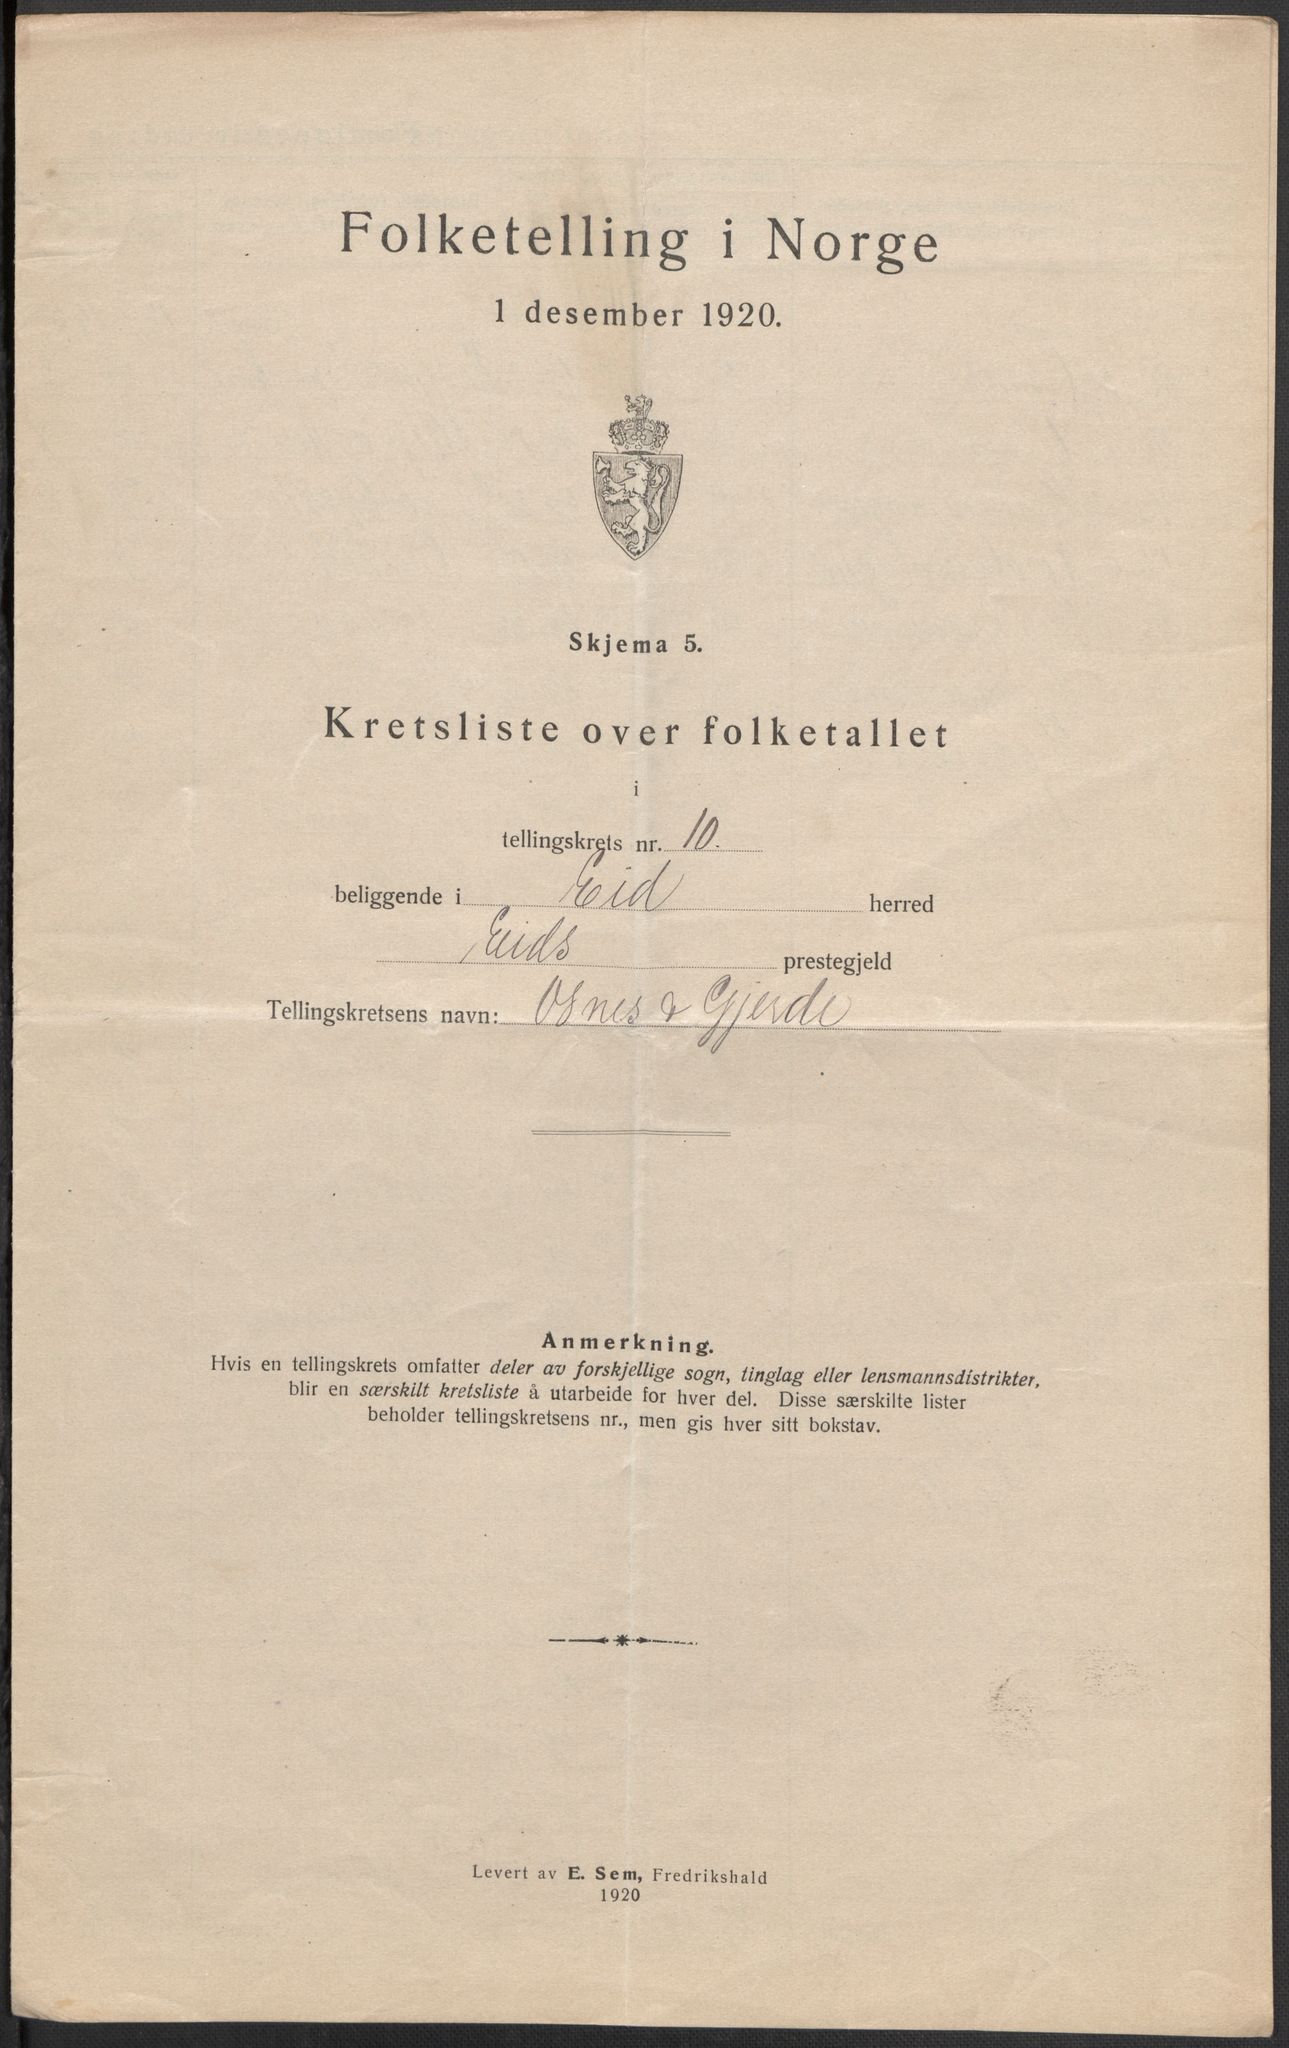 Folketelling i Norge
1 desember 1920.
Skjema 5.
Kretsliste over folketallet
i
tellingskrets nr. 10.
beliggende i Eid herred
Eids prestegjeld
Tellingskretsens navn: Osnes & Gjerde
Anmerkning.
Hvis en tellingskrets omfatter deler av forskjellige sogn, tinglag eller lensmannsdistrikter,
blir en særskilt kretsliste å utarbeide for hver del. Disse særskilte lister
beholder tellingskretsens nr., men gis hver sitt bokstav.
Levert av E. Sem, Fredrikshald
1920